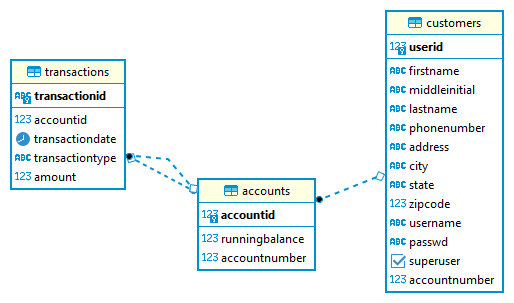 transactions
ABC transactionid
123 accountid
transactiondate
ABC transactiontype
123 amount
accounts
123 accountid
123 runningbalance
123 accountnumber
customers
123 userid
ABC firstname
ABC middleinitial
ABC lastname
ABC phonenumber
ABC address
ABC city
ABC state
123 zipcode
ABC username
ABC passwd
superuser
123 accountnumber